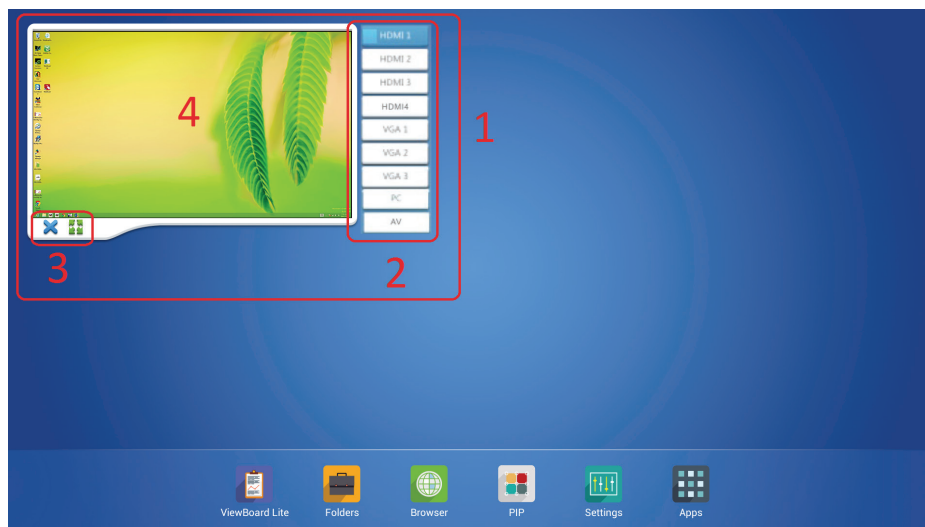 HDMI 1
HDMI 2
HDMI 3
HDMI4
VGA 1
VGA 2
VGA 3
PC
AV
4
1
3
2
ViewBoard Lite
Folders
Browser
PIP
Settings
Apps